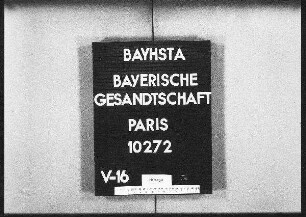 BAYHSTA
BAYERISCHE
GESANDTSCHAFT
PARIS
10272
V-16